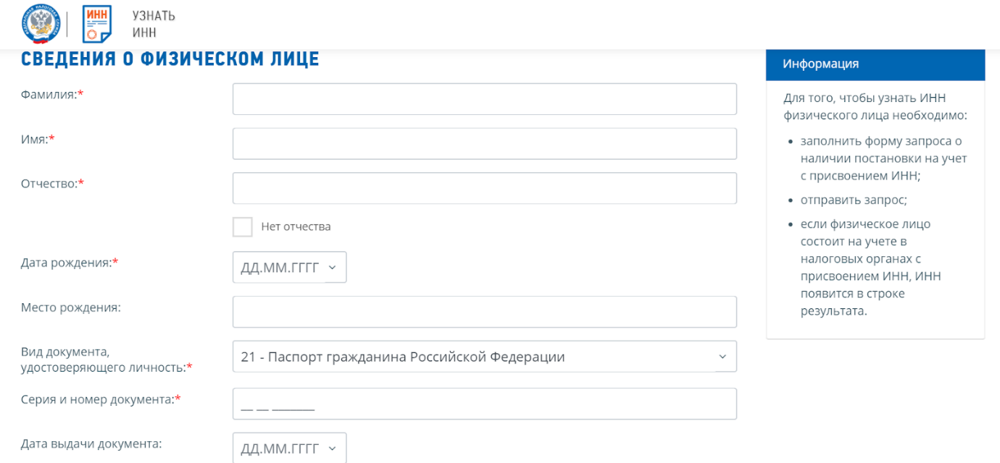 ИНН
УЗНАТЬ
ИНН
СВЕДЕНИЯ О ФИЗИЧЕСКОМ ЛИЦЕ
Фамилия:*
Имя:*
Отчество:*
Нет отчества
Дата рождения:*
ДД.ММ.ГГГГ
Место рождения:
Вид документа,
удостоверяющего личность:*
21 - Паспорт гражданина Российской Федерации
Серия и номер документа:*
__ __ ______
Дата выдачи документа:
ДД.ММ.ГГГГ
Информация
Для того, чтобы узнать ИНН
физического лица необходимо:
• заполнить форму запроса о
наличии постановки на учет
с присвоением ИНН;
• отправить запрос;
• если физическое лицо
состоит на учете в
налоговых органах с
присвоением ИНН, ИНН
появится в строке
результата.